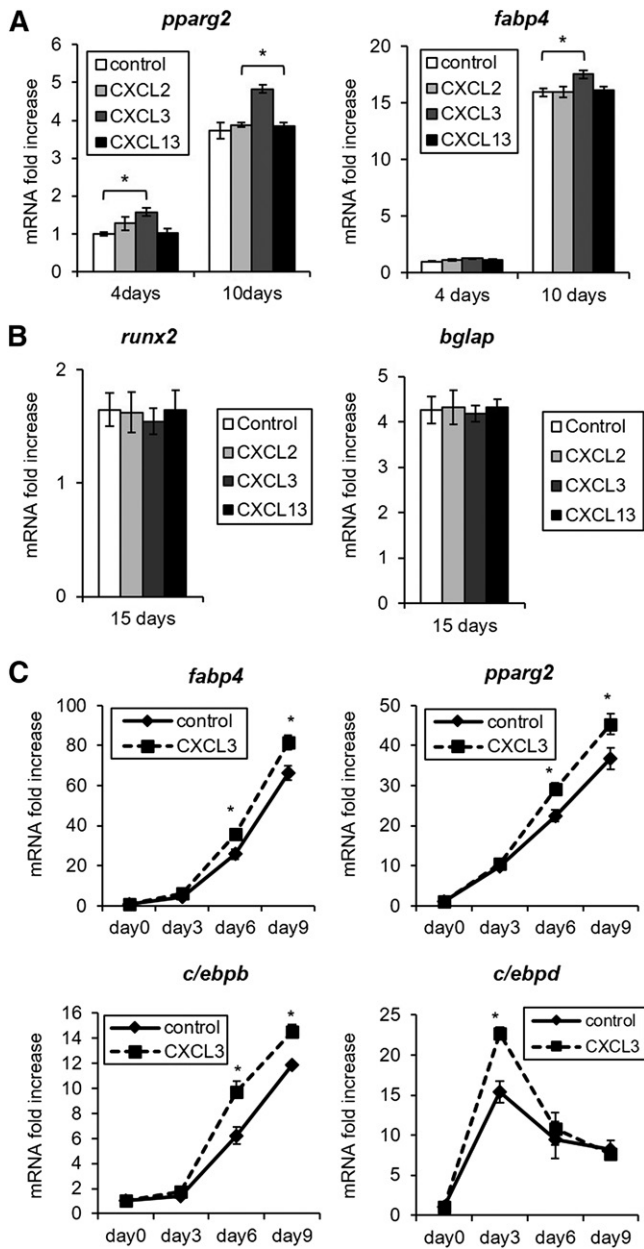 A
pparg2
mRNA fold increase
6
5
4
3
2
1
0
control
CXCL2
CXCL3
CXCL13
*
*
4days
10days
fabp4
mRNA fold increase
20
15
10
5
0
control
CXCL2
CXCL3
CXCL13
*
4 days
10 days
B
runx2
mRNA fold increase
2
1
0
Control
CXCL2
CXCL3
CXCL13
15 days
bglap
mRNA fold increase
5
4
4
3
3
2
2
1
1
0
Control
CXCL2
CXCL3
CXCL13
15 days
C
fabp4
mRNA fold increase
100
80
60
40
20
0
control
CXCL3
*
*
day0 day3 day6 day9
pparg2
mRNA fold increase
50
40
30
20
10
0
control
CXCL3
*
*
day0 day3 day6 day9
c/ebpb
mRNA fold increase
16
14
12
10
8
6
4
2
0
control
CXCL3
*
*
day0 day3 day6 day9
c/ebpd
mRNA fold increase
25
20
15
10
5
0
control
CXCL3
*
day0 day3 day6 day9